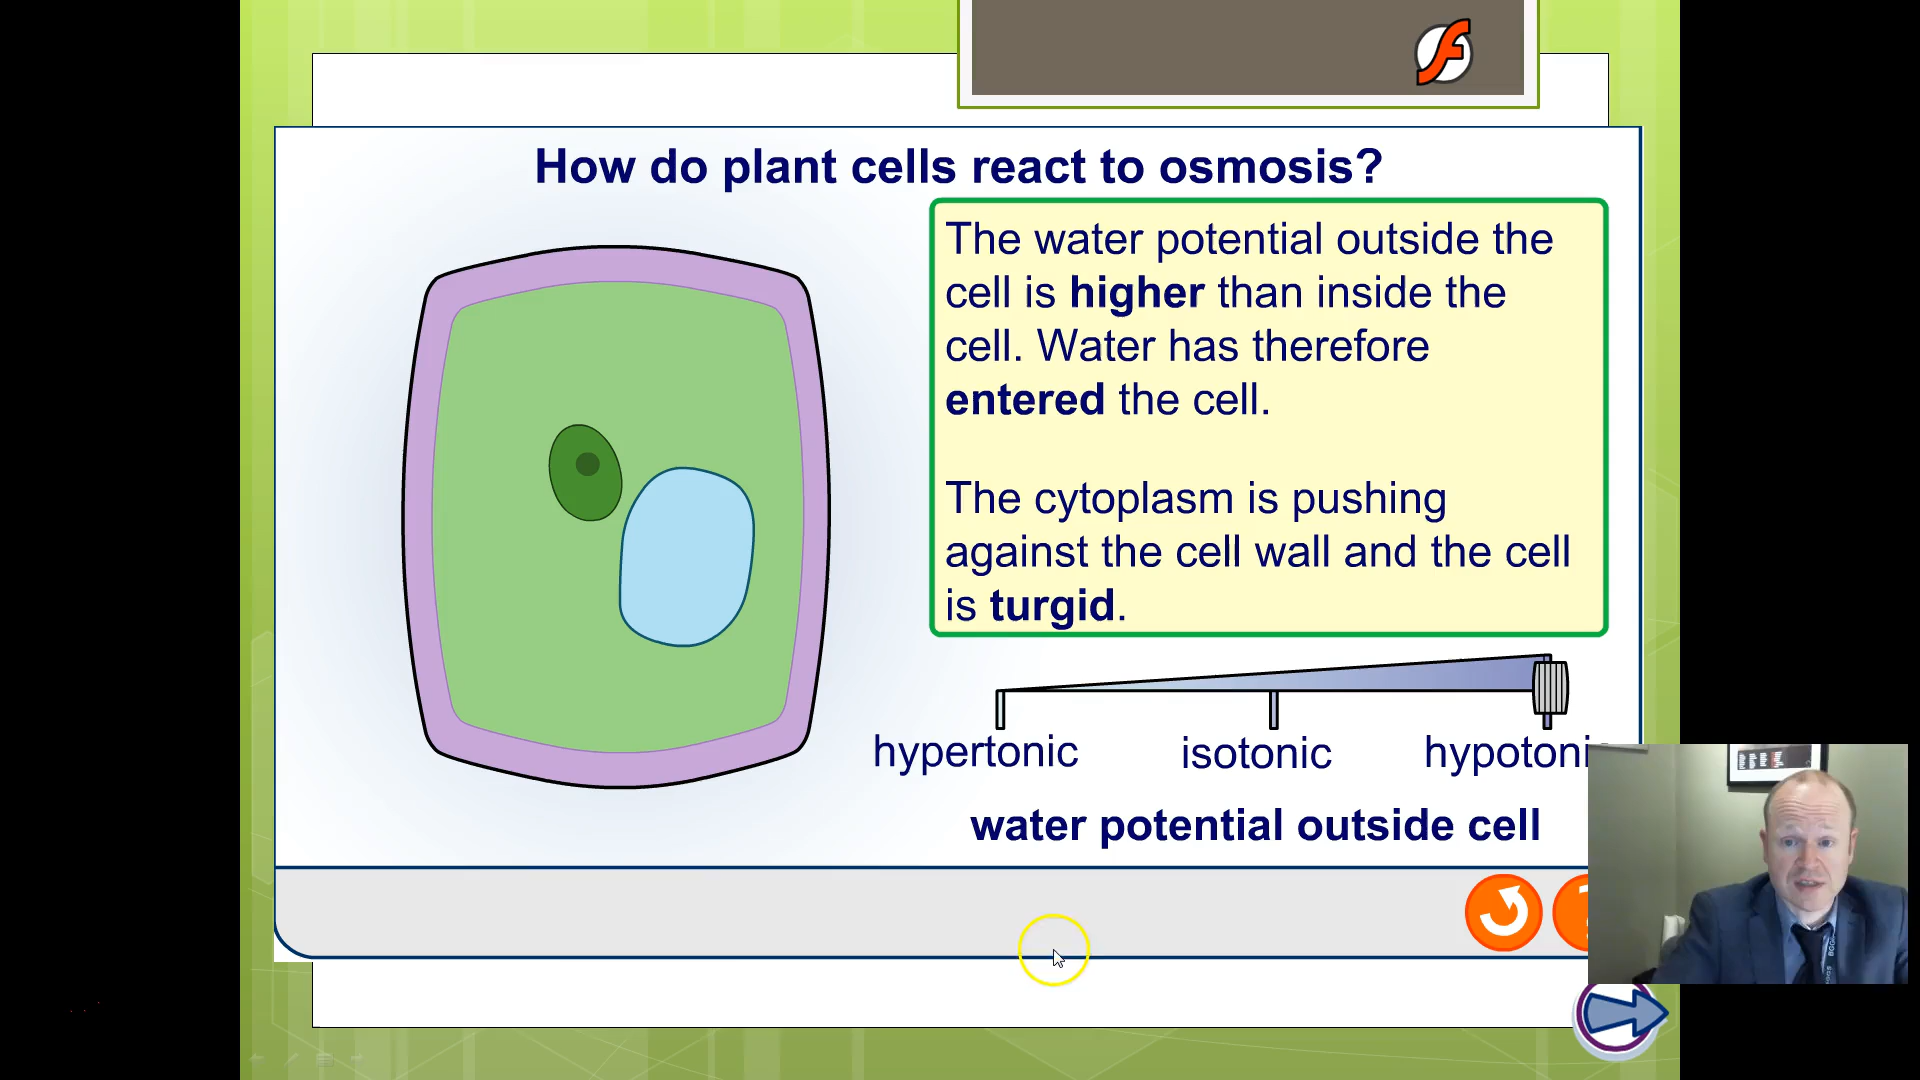 How do plant cells react to osmosis?
The water potential outside the
cell is higher than inside the
cell. Water has therefore
entered the cell.
The cytoplasm is pushing
against the cell wall and the cell
is turgid.
hypertonic isotonic hypotoni
water potential outside cell